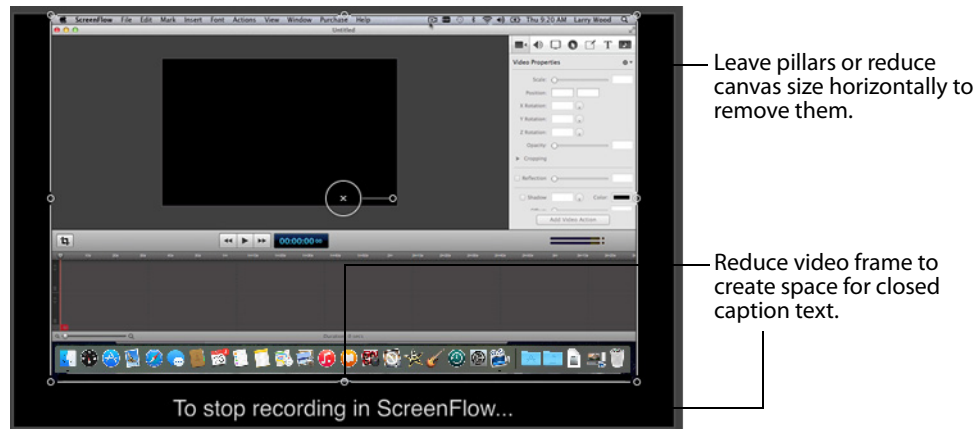 ScreenFlow File Edit Mark Insert Font Actions View Window Purchase Help Thu 9:20 AM Larry Wood
Untitled
Video Properties
Scale:
Position:
X Rotation:
Y Rotation:
Z Rotation:
Opacity:
Cropping
Reflection
Shadow Color:
Add Video Action
00:00:00
To stop recording in ScreenFlow...
Leave pillars or reduce
canvas size horizontally to
remove them.
Reduce video frame to
create space for closed
caption text.